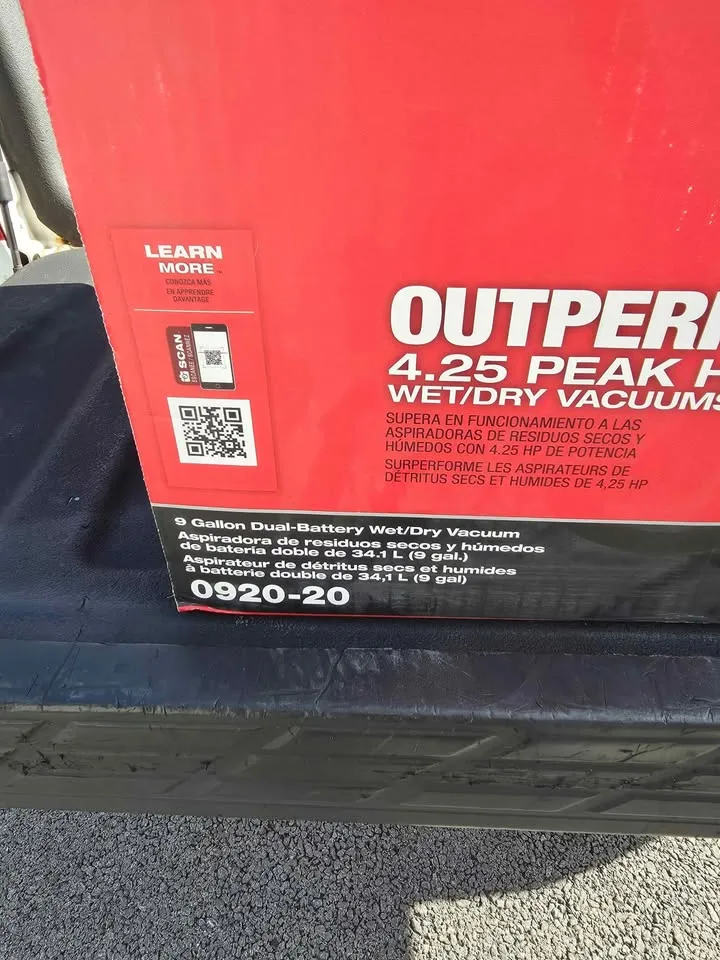 LEARN
MORE
CONOZCA MÁS
EN APPRENDRE
DAVANTAGE
SCAN
ESCANEE / SCANNEZ
OUTPERF
4.25 PEAK H
WET/DRY VACUUMS
SUPERA EN FUNCIONAMIENTO A LAS
ASPIRADORAS DE RESIDUOS SECOS Y
HÚMEDOS CON 4.25 HP DE POTENCIA
SURPERFORME LES ASPIRATEURS DE
DÉTRITUS SECS ET HUMIDES DE 4,25 HP
9 Gallon Dual-Battery Wet/Dry Vacuum
Aspiradora de residuos secos y húmedos
de batería doble de 34.1 L (9 gal.)
Aspirateur de détritus secs et humides
à batterie double de 34,1 L (9 gal)
0920-20